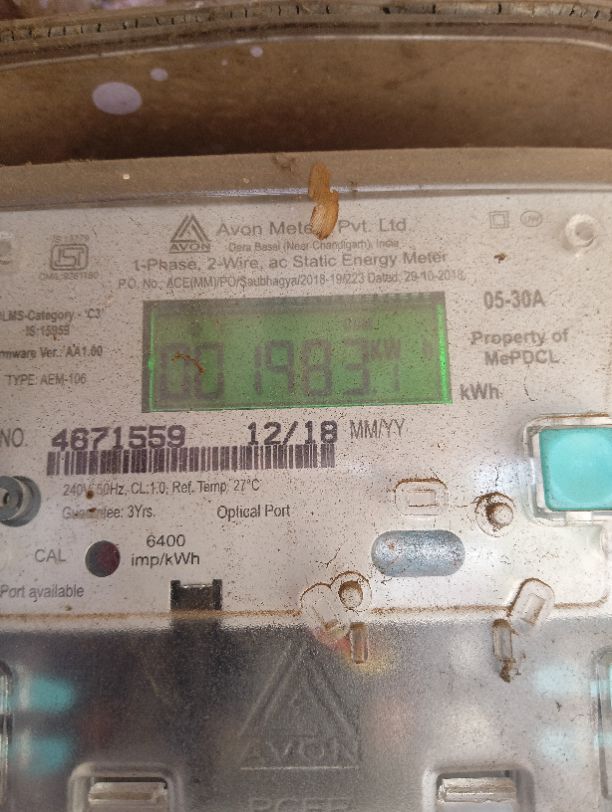 AVON
Avon Meters Pvt. Ltd.
Dera Bassi (Near Chandigarh), India
1-Phase, 2-Wire, ac Static Energy Meter
P.O. No.: ACE(MM)/PO/Saubhagya/2018-19/223 Dated: 29-10-2018
ISI
DLMS-Category - 'C3'
IS:15959
Firmware Ver.: AA1.00
TYPE: AEM-106
05-30A
Property of
MePDCL
KW h
kWh
NO. 4671559 12/18 MM/YY
240V, 50Hz, CL:1.0, Ref. Temp. 27°C
Guarantee: 3Yrs. Optical Port
CAL 6400
imp/kWh
Port available
AVON